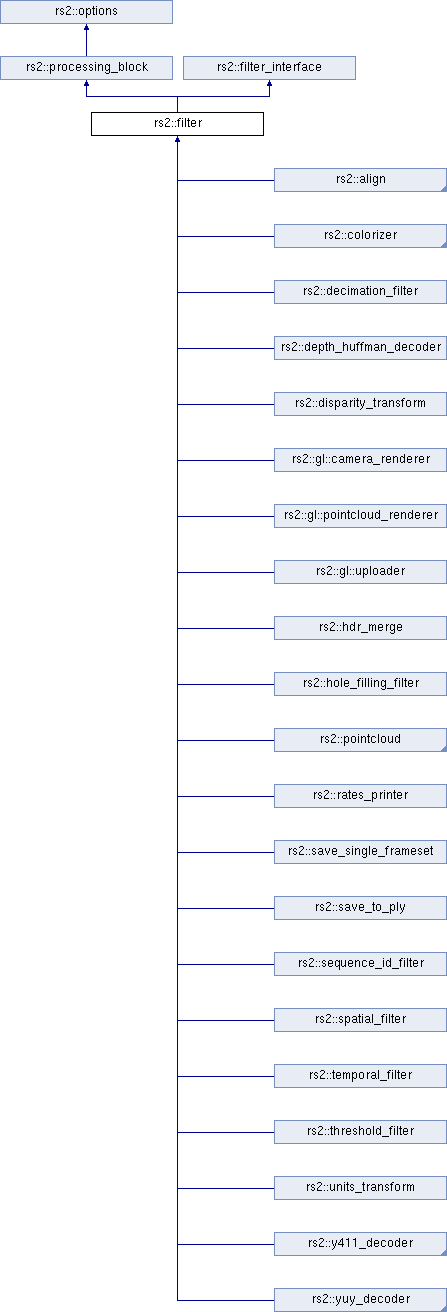 rs2::options
rs2::processing_block
rs2::filter_interface
rs2::filter
rs2::align
rs2::colorizer
rs2::decimation_filter
rs2::depth_huffman_decoder
rs2::disparity_transform
rs2::gl::camera_renderer
rs2::gl::pointcloud_renderer
rs2::gl::uploader
rs2::hdr_merge
rs2::hole_filling_filter
rs2::pointcloud
rs2::rates_printer
rs2::save_single_frameset
rs2::save_to_ply
rs2::sequence_id_filter
rs2::spatial_filter
rs2::temporal_filter
rs2::threshold_filter
rs2::units_transform
rs2::y411_decoder
rs2::yuy_decoder